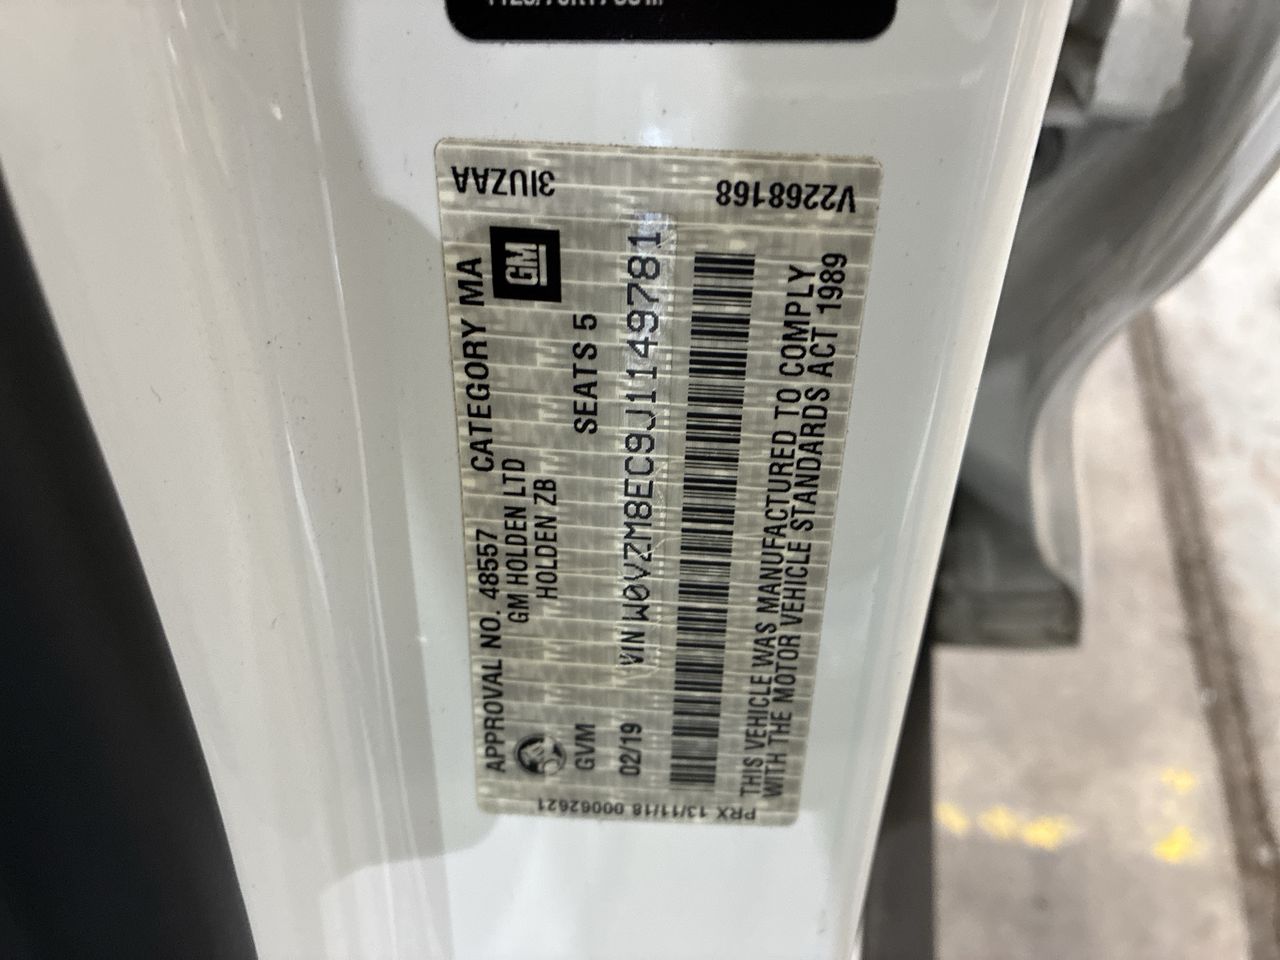 APPROVAL NO. 48557 CATEGORY MA
GM HOLDEN LTD
HOLDEN ZB
GM
GVM SEATS 5
02/19 VIN W0VZM8EC9J1149781
THIS VEHICLE WAS MANUFACTURED TO COMPLY
WITH THE MOTOR VEHICLE STANDARDS ACT 1989
3IUZAA
V2268168
PRX 13/11/18 00062621